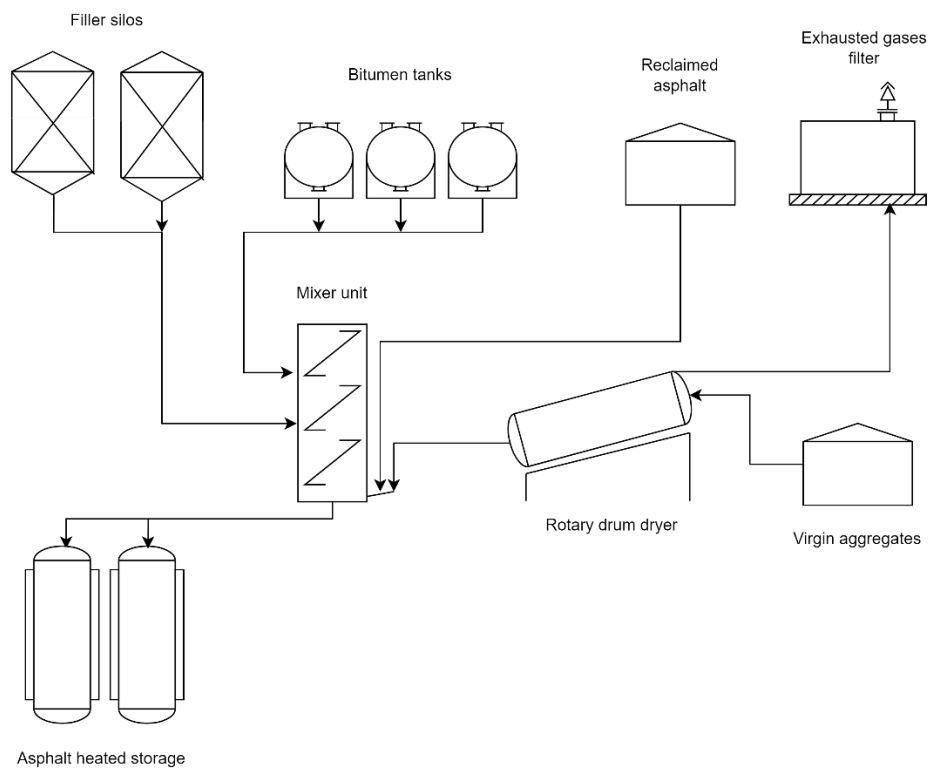 Filler silos
Bitumen tanks
Reclaimed
asphalt
Exhausted gases
filter
Mixer unit
Rotary drum dryer
Virgin aggregates
Asphalt heated storage